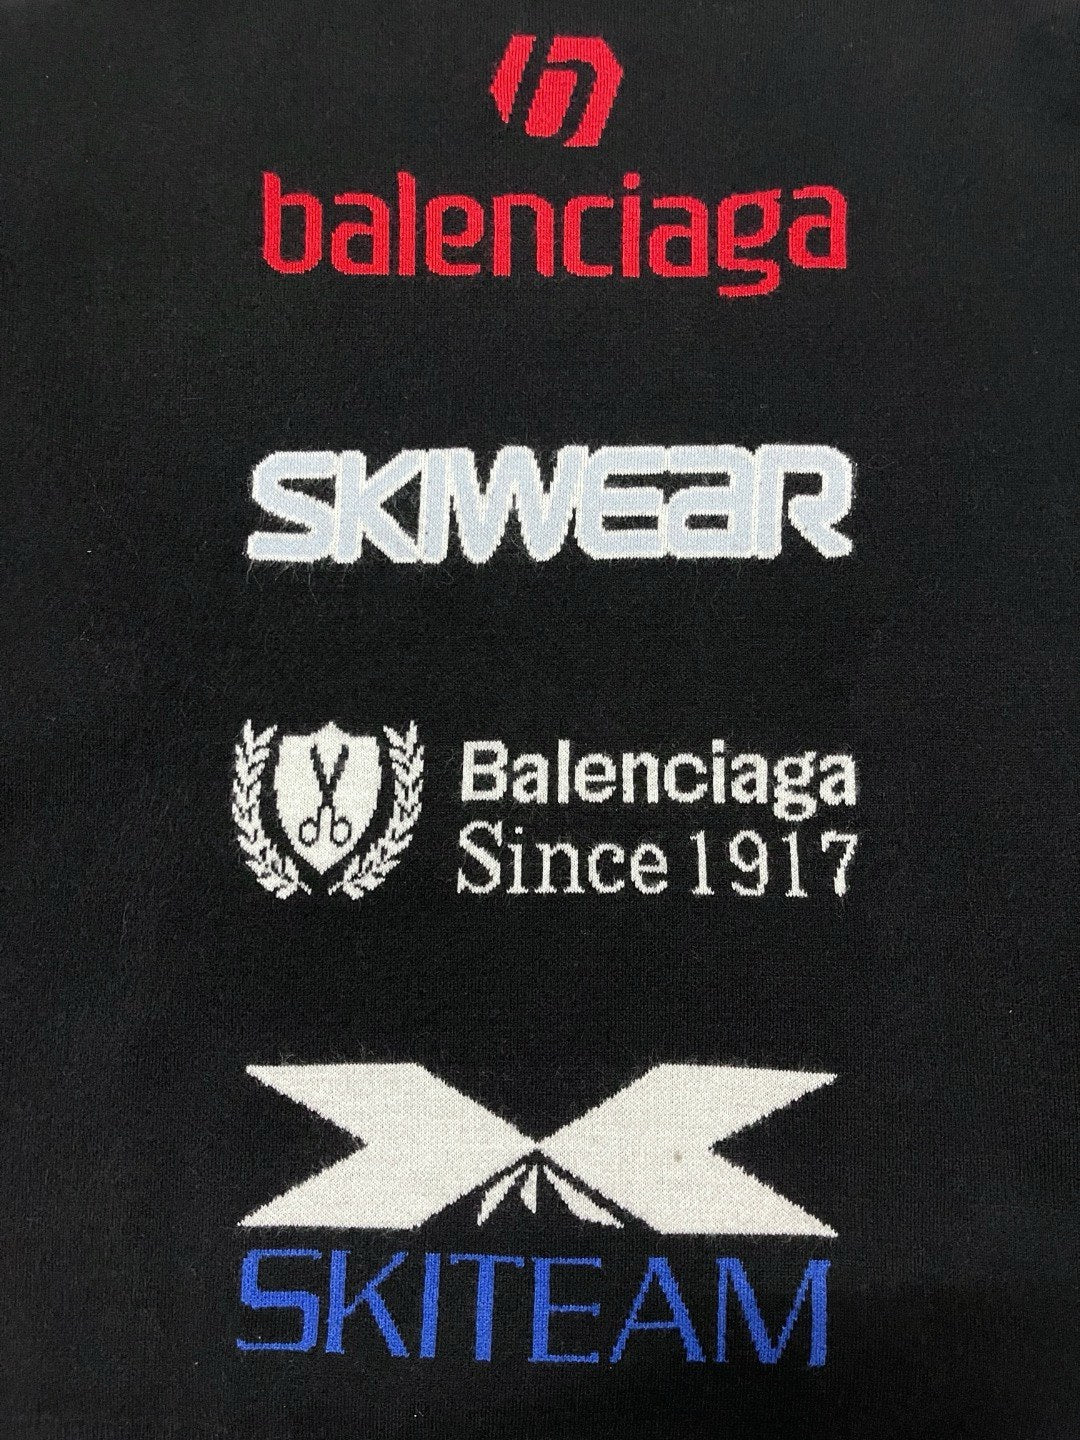 balenciaga
SKIWEAR
Balenciaga
Since 1917
SKITEAM